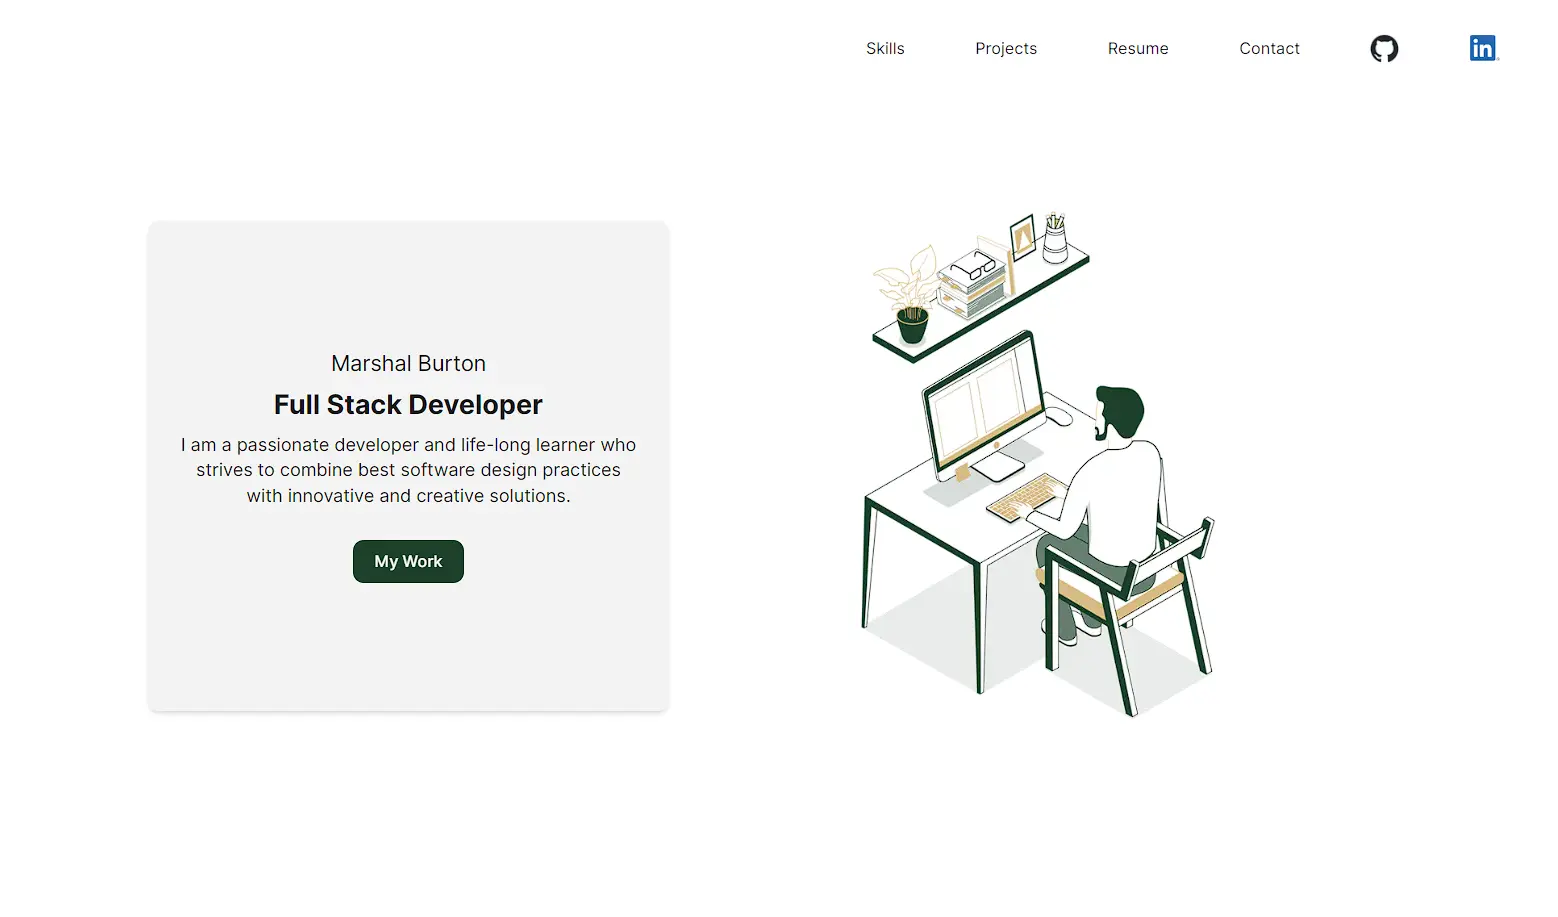 Skills Projects Resume Contact in
Marshal Burton
Full Stack Developer
I am a passionate developer and life-long learner who
strives to combine best software design practices
with innovative and creative solutions.
My Work